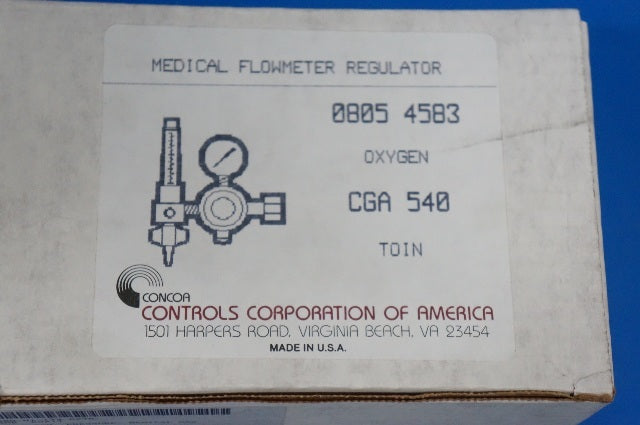 MEDICAL FLOWMETER REGULATOR
0805 4583
OXYGEN
CGA 540
TOIN
CONCOA
CONTROLS CORPORATION OF AMERICA
1501 HARPERS ROAD, VIRGINIA BEACH, VA 23454
MADE IN U.S.A.